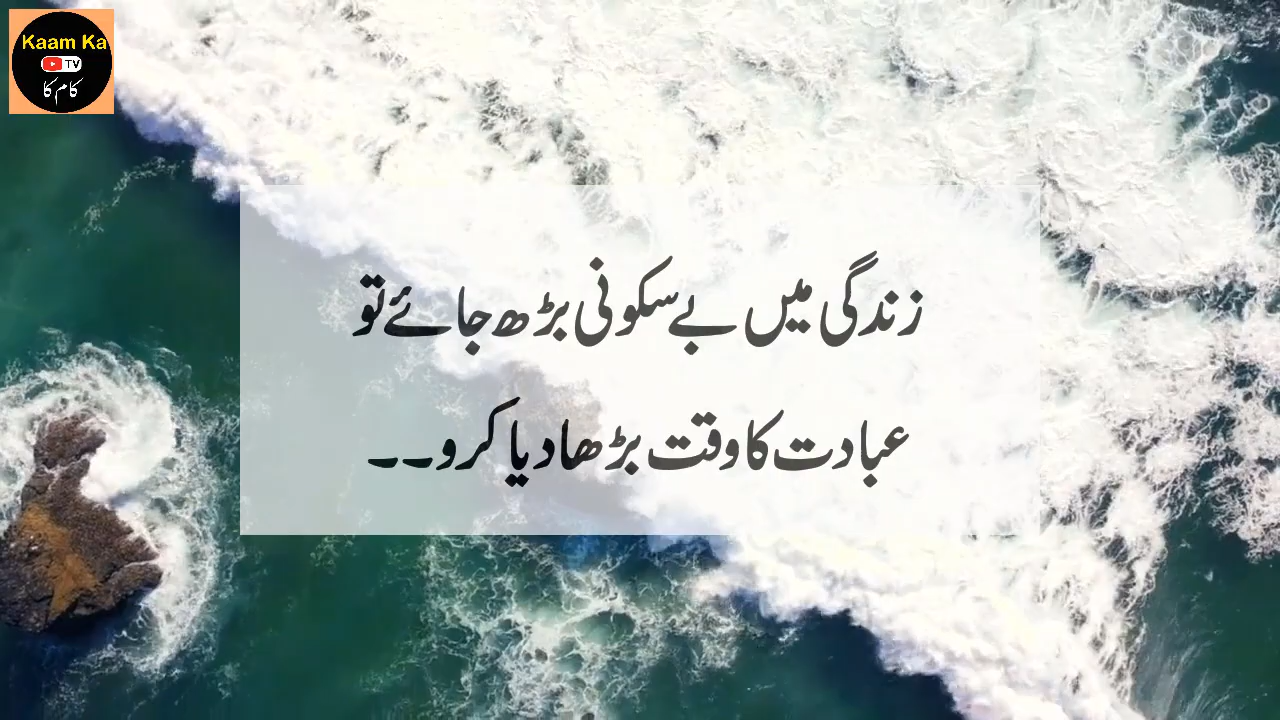 Kaam Ka
TV
کام کا
زندگی میں بے سکونی بڑھ جائے تو
عبادت کا وقت بڑھا دیا کرو۔۔